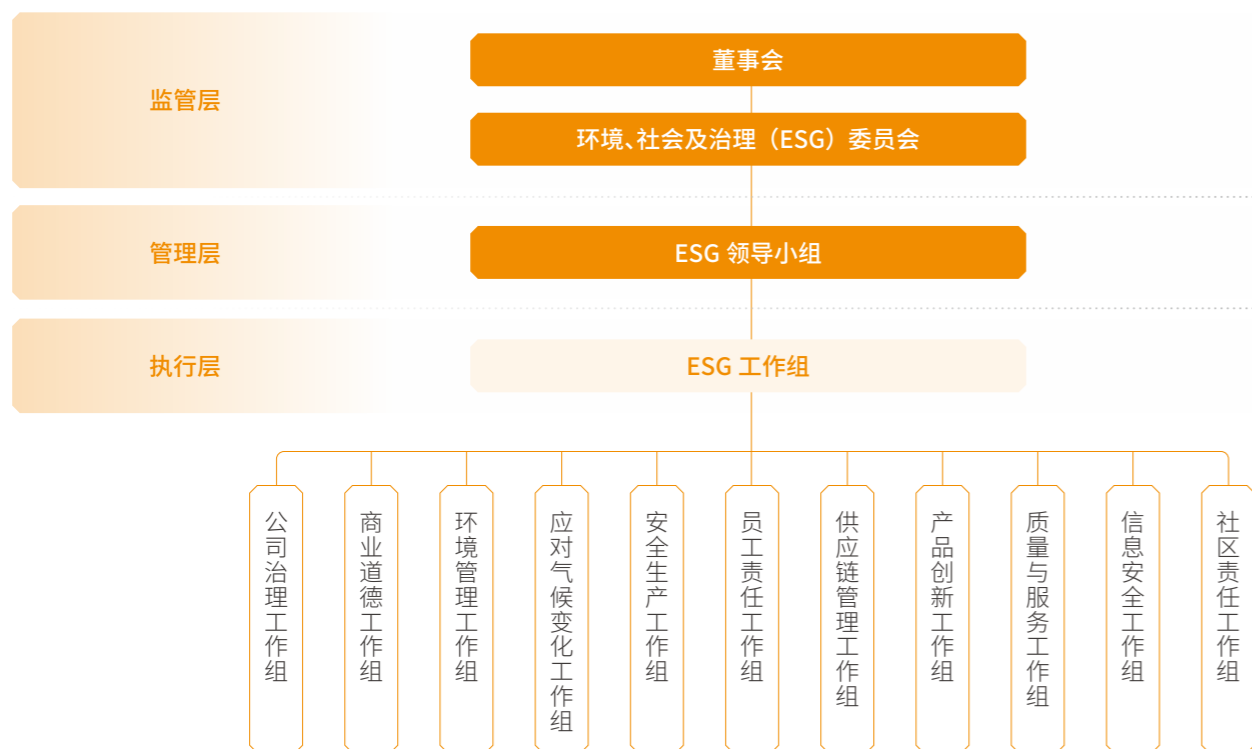 监管层
董事会
环境、社会及治理（ESG）委员会
管理层
ESG 领导小组
执行层
ESG 工作组
公司治理工作组
商业道德工作组
环境管理工作组
应对气候变化工作组
安全生产工作组
员工责任工作组
供应链管理工作组
产品创新工作组
质量与服务工作组
信息安全工作组
社区责任工作组